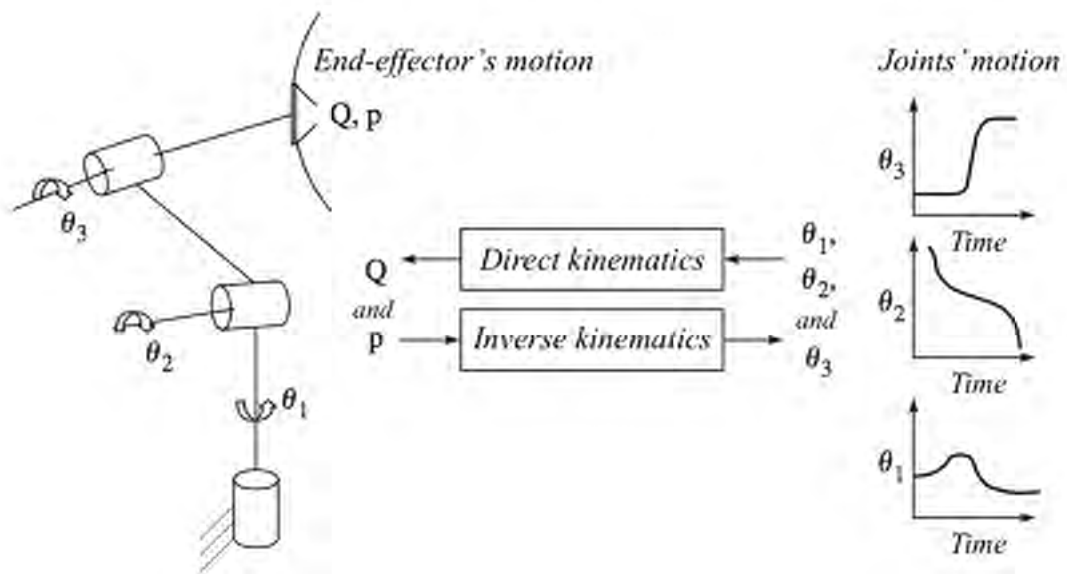 End-effector's motion
Q, p
θ3
θ2
θ1
Direct kinematics
Inverse kinematics
Q
and
p
θ1,
θ2,
and
θ3
Joints' motion
θ3
Time
θ2
Time
θ1
Time